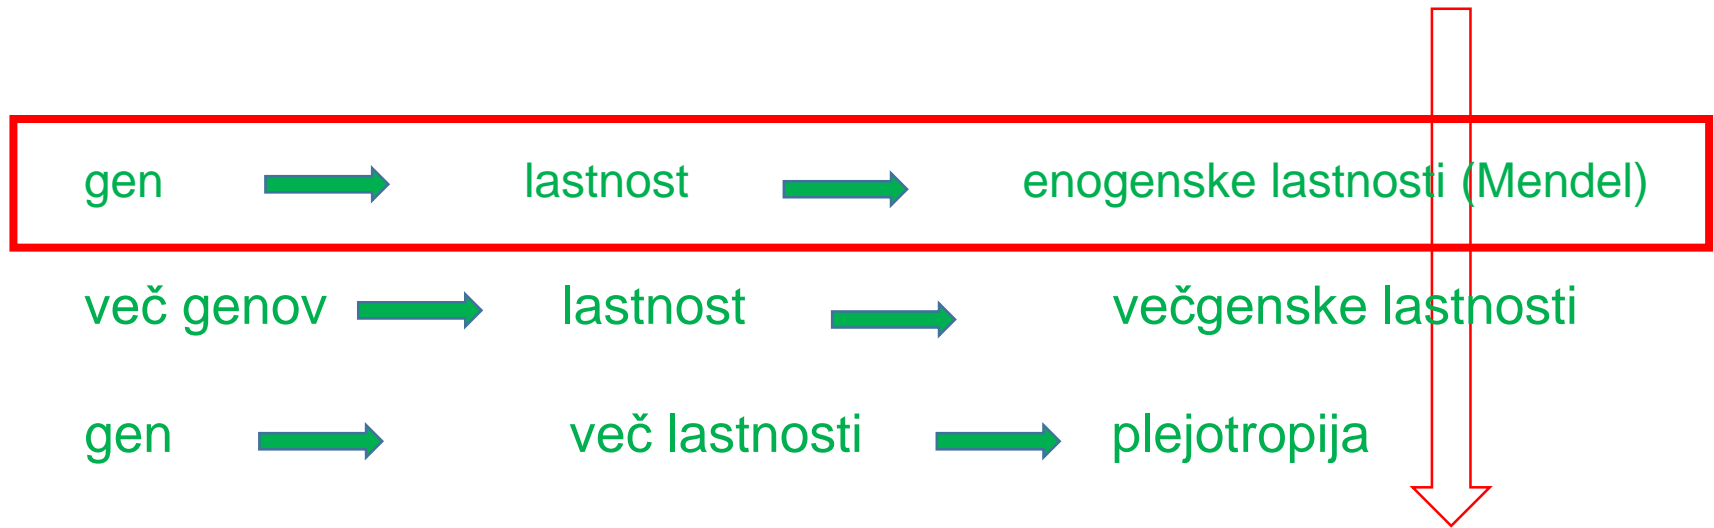 gen lastnost enogenske lastnosti (Mendel)
več genov lastnost večgenske lastnosti
gen več lastnosti plejotropija